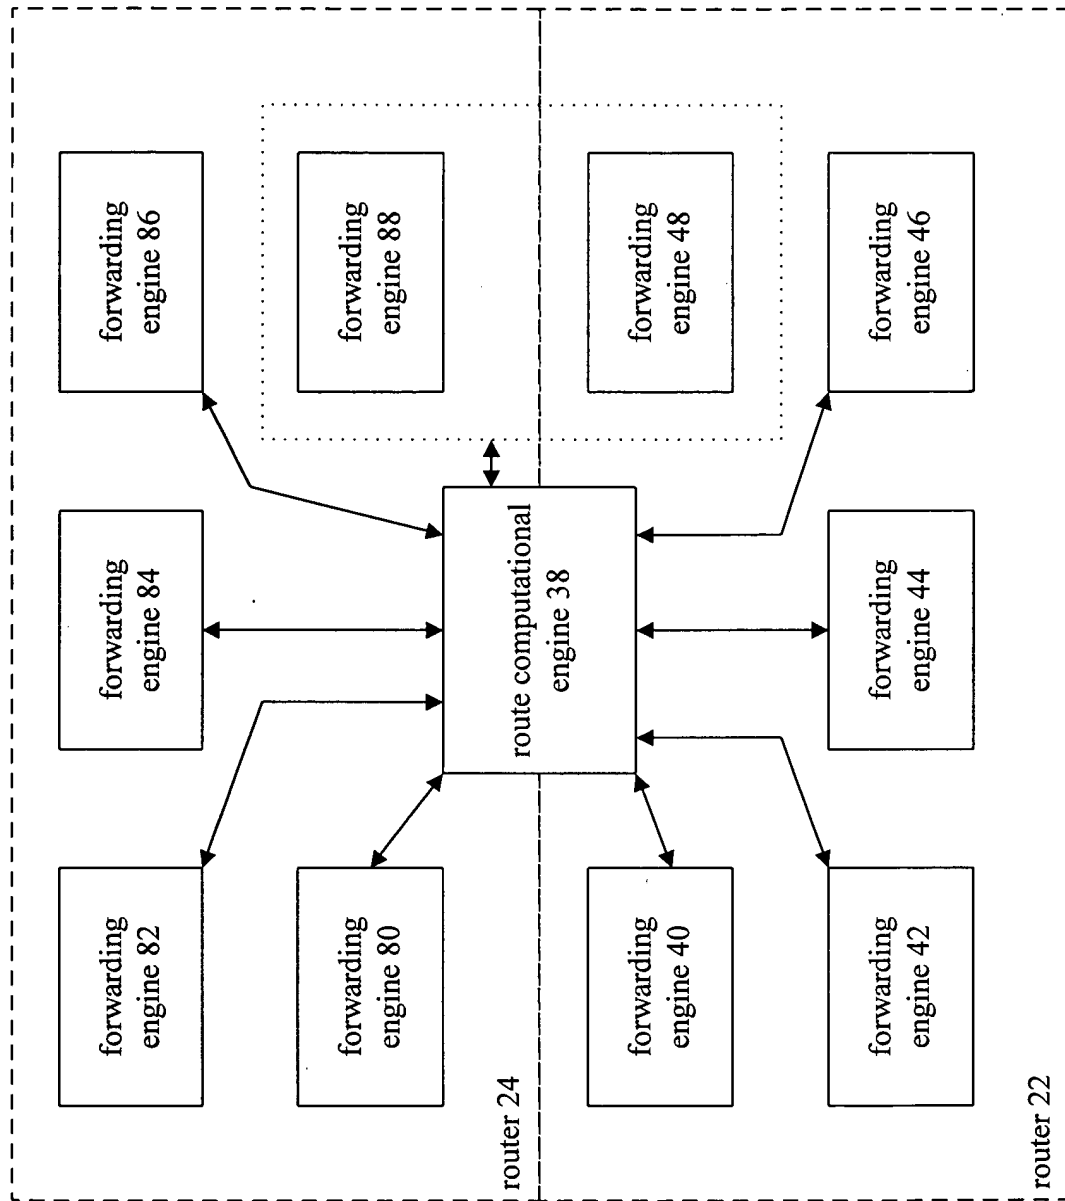 forwarding
engine 82
forwarding
engine 84
forwarding
engine 86
forwarding
engine 80
forwarding
engine 88
router 24
route computational
engine 38
forwarding
engine 40
forwarding
engine 48
forwarding
engine 42
forwarding
engine 44
forwarding
engine 46
router 22